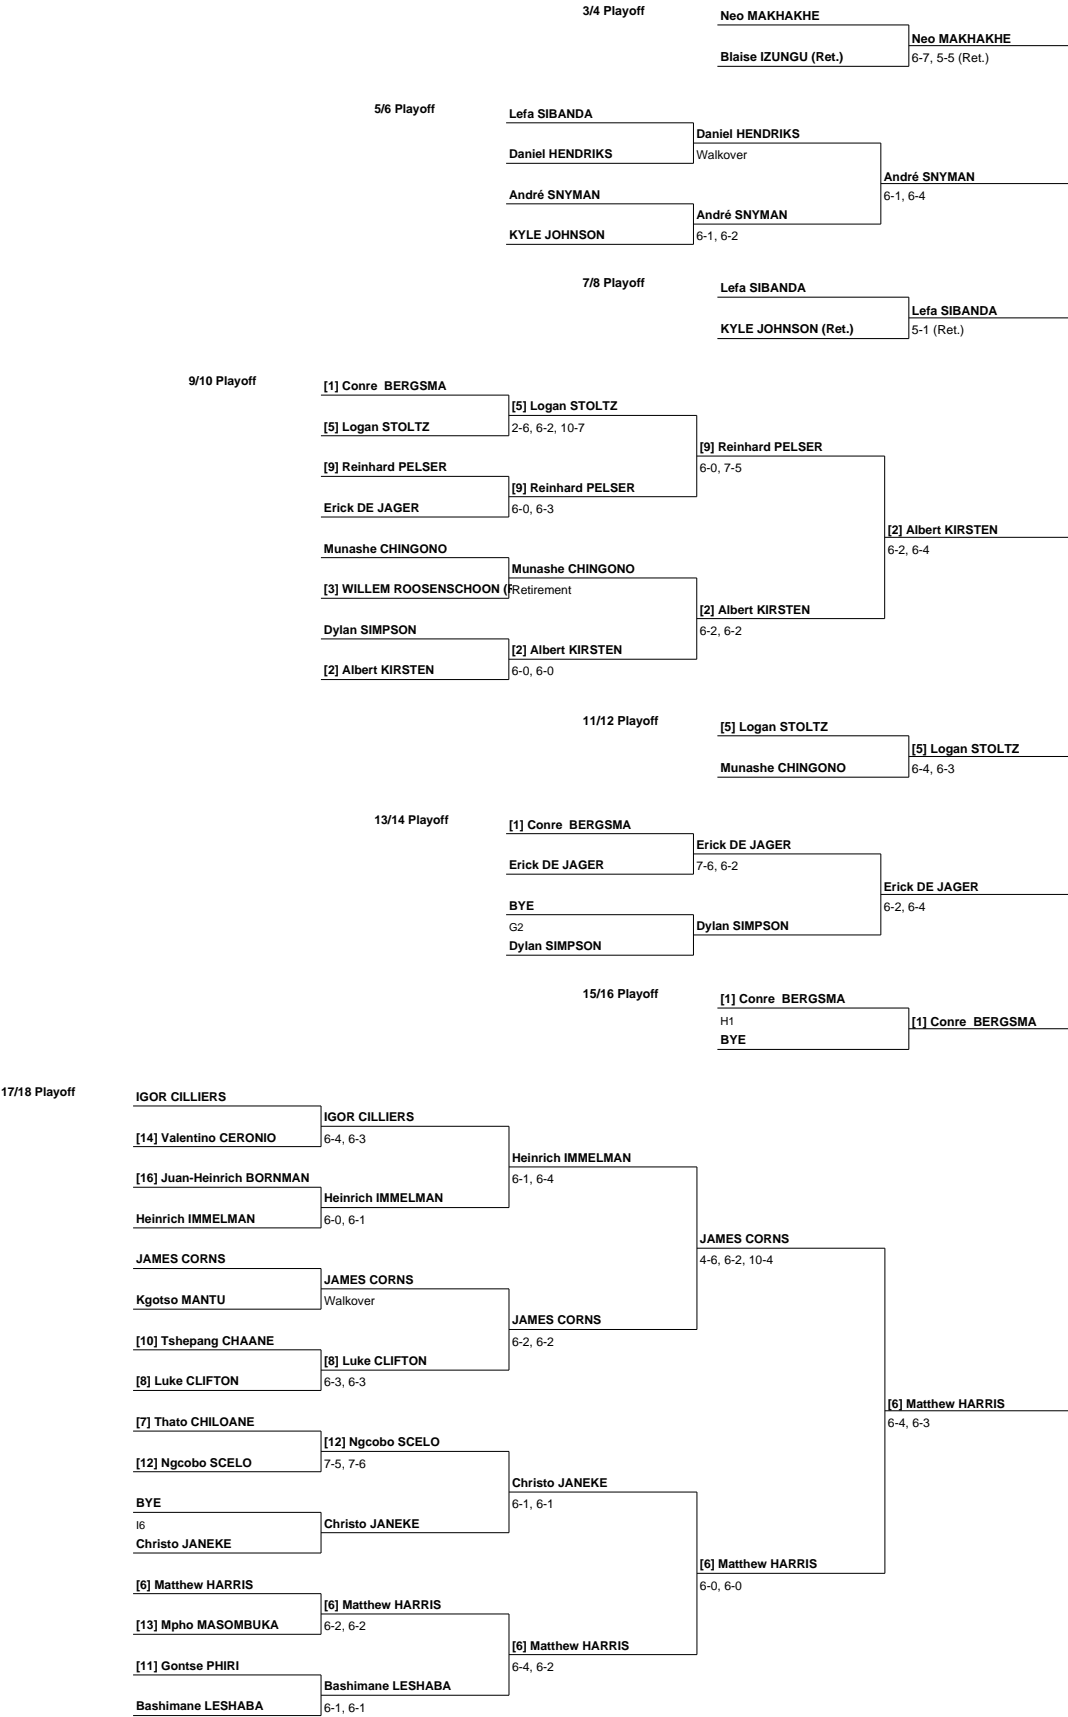 3/4 Playoff
Neo MAKHAKHE
Neo MAKHAKHE
Blaise IZUNGU (Ret.)
6-7, 5-5 (Ret.)
5/6 Playoff
Lefa SIBANDA
Daniel HENDRIKS
Daniel HENDRIKS
Walkover
André SNYMAN
6-1, 6-4
André SNYMAN
André SNYMAN
KYLE JOHNSON
6-1, 6-2
7/8 Playoff
Lefa SIBANDA
Lefa SIBANDA
KYLE JOHNSON (Ret.)
5-1 (Ret.)
9/10 Playoff
[1] Conre BERGSMA
[5] Logan STOLTZ
[5] Logan STOLTZ
2-6, 6-2, 10-7
[9] Reinhard PELSER
6-0, 7-5
[9] Reinhard PELSER
[9] Reinhard PELSER
Erick DE JAGER
6-0, 6-3
[2] Albert KIRSTEN
6-2, 6-4
Munashe CHINGONO
Munashe CHINGONO
[3] WILLEM ROOSENSCHOON (
Retirement
[2] Albert KIRSTEN
6-2, 6-2
Dylan SIMPSON
[2] Albert KIRSTEN
[2] Albert KIRSTEN
6-0, 6-0
11/12 Playoff
[5] Logan STOLTZ
[5] Logan STOLTZ
Munashe CHINGONO
6-4, 6-3
13/14 Playoff
[1] Conre BERGSMA
Erick DE JAGER
Erick DE JAGER
7-6, 6-2
Erick DE JAGER
6-2, 6-4
BYE
G2
Dylan SIMPSON
Dylan SIMPSON
15/16 Playoff
[1] Conre BERGSMA
H1
[1] Conre BERGSMA
BYE
17/18 Playoff
IGOR CILLIERS
IGOR CILLIERS
[14] Valentino CERONIO
6-4, 6-3
Heinrich IMMELMAN
6-1, 6-4
[16] Juan-Heinrich BORNMAN
Heinrich IMMELMAN
Heinrich IMMELMAN
6-0, 6-1
JAMES CORNS
4-6, 6-2, 10-4
JAMES CORNS
JAMES CORNS
Kgotso MANTU
Walkover
JAMES CORNS
6-2, 6-2
[10] Tshepang CHAANE
[8] Luke CLIFTON
[8] Luke CLIFTON
6-3, 6-3
[6] Matthew HARRIS
6-4, 6-3
[7] Thato CHILOANE
[12] Ngcobo SCELO
[12] Ngcobo SCELO
7-5, 7-6
Christo JANEKE
6-1, 6-1
BYE
I6
Christo JANEKE
Christo JANEKE
[6] Matthew HARRIS
6-0, 6-0
[6] Matthew HARRIS
[6] Matthew HARRIS
[13] Mpho MASOMBUKA
6-2, 6-2
[6] Matthew HARRIS
6-4, 6-2
[11] Gontse PHIRI
Bashimane LESHABA
Bashimane LESHABA
6-1, 6-1